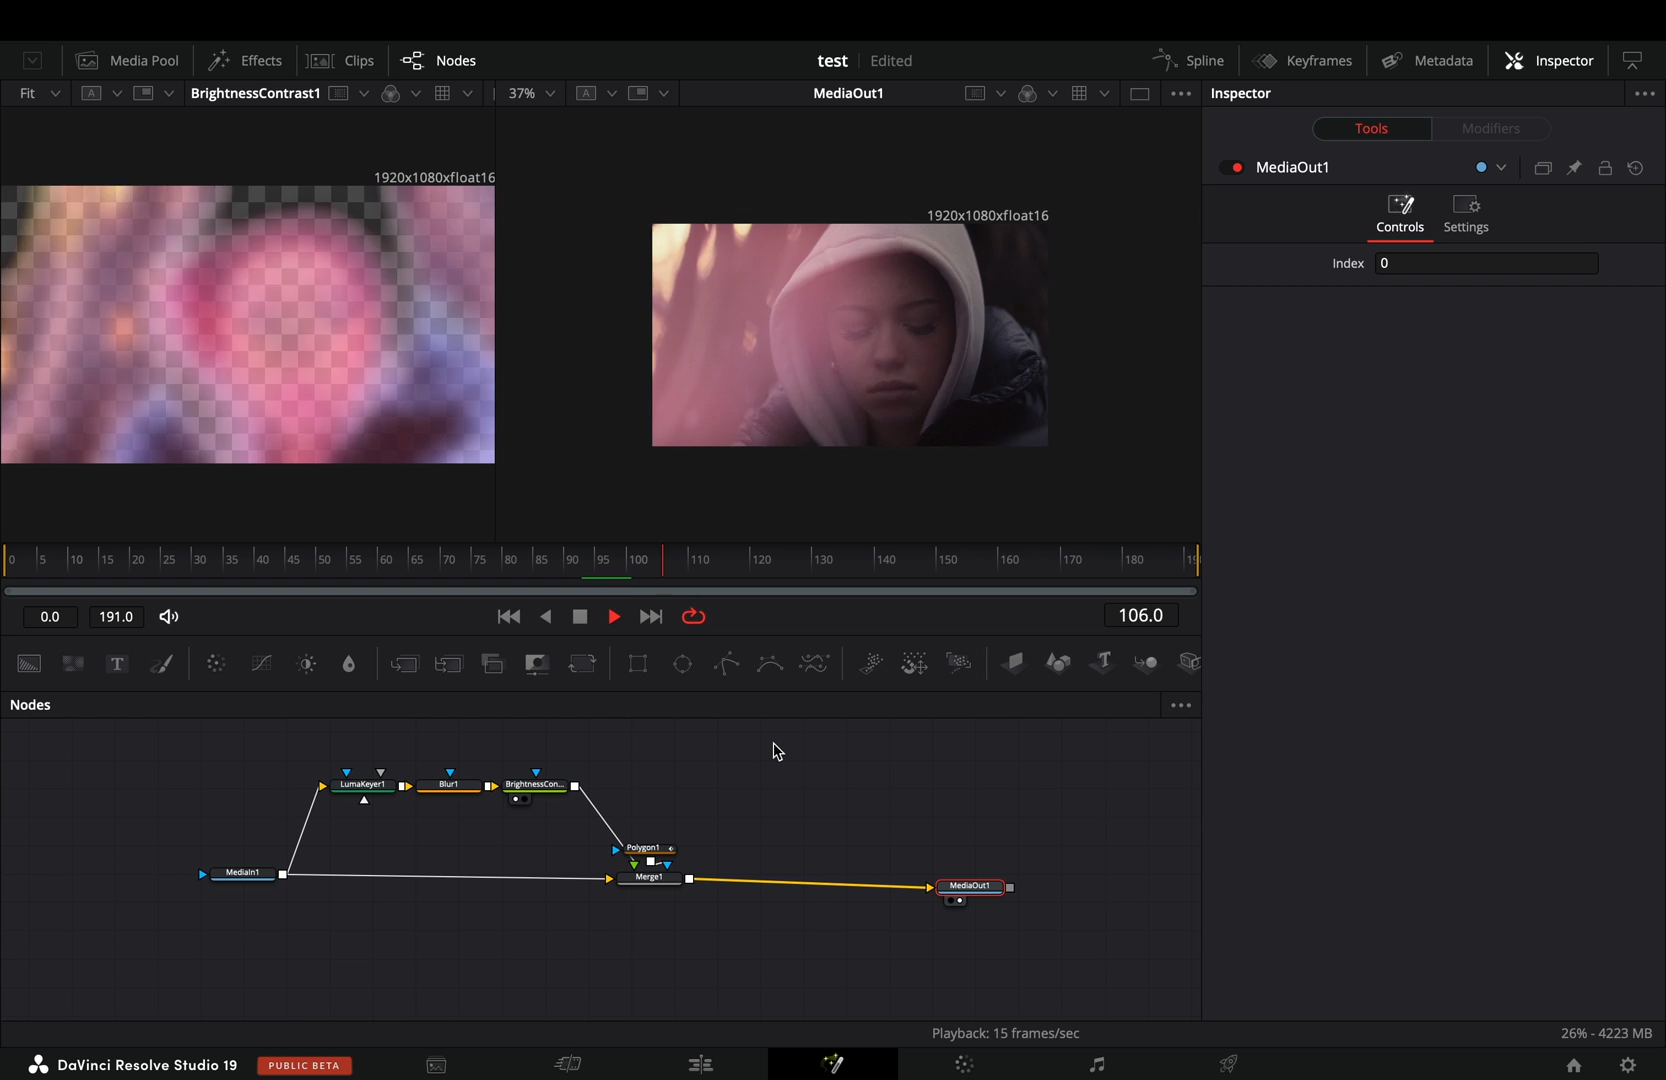 Media Pool Effects Clips Nodes test Edited Spline Keyframes Metadata Inspector
Fit A BrightnessContrast1 37% A MediaOut1 Inspector
Tools Modifiers
MediaOut1
1920x1080xfloat16
1920x1080xfloat16
Controls Settings
Index 0
0 5 10 15 20 25 30 35 40 45 50 55 60 65 70 75 80 85 90 95 100 110 120 130 140 150 160 170 180 19
0.0 191.0 106.0
T T
Nodes
LumaKeyer1 Blur1 BrightnessCon...
Polygon1
MediaIn1 Merge1 MediaOut1
Playback: 15 frames/sec 26% - 4223 MB
DaVinci Resolve Studio 19 PUBLIC BETA